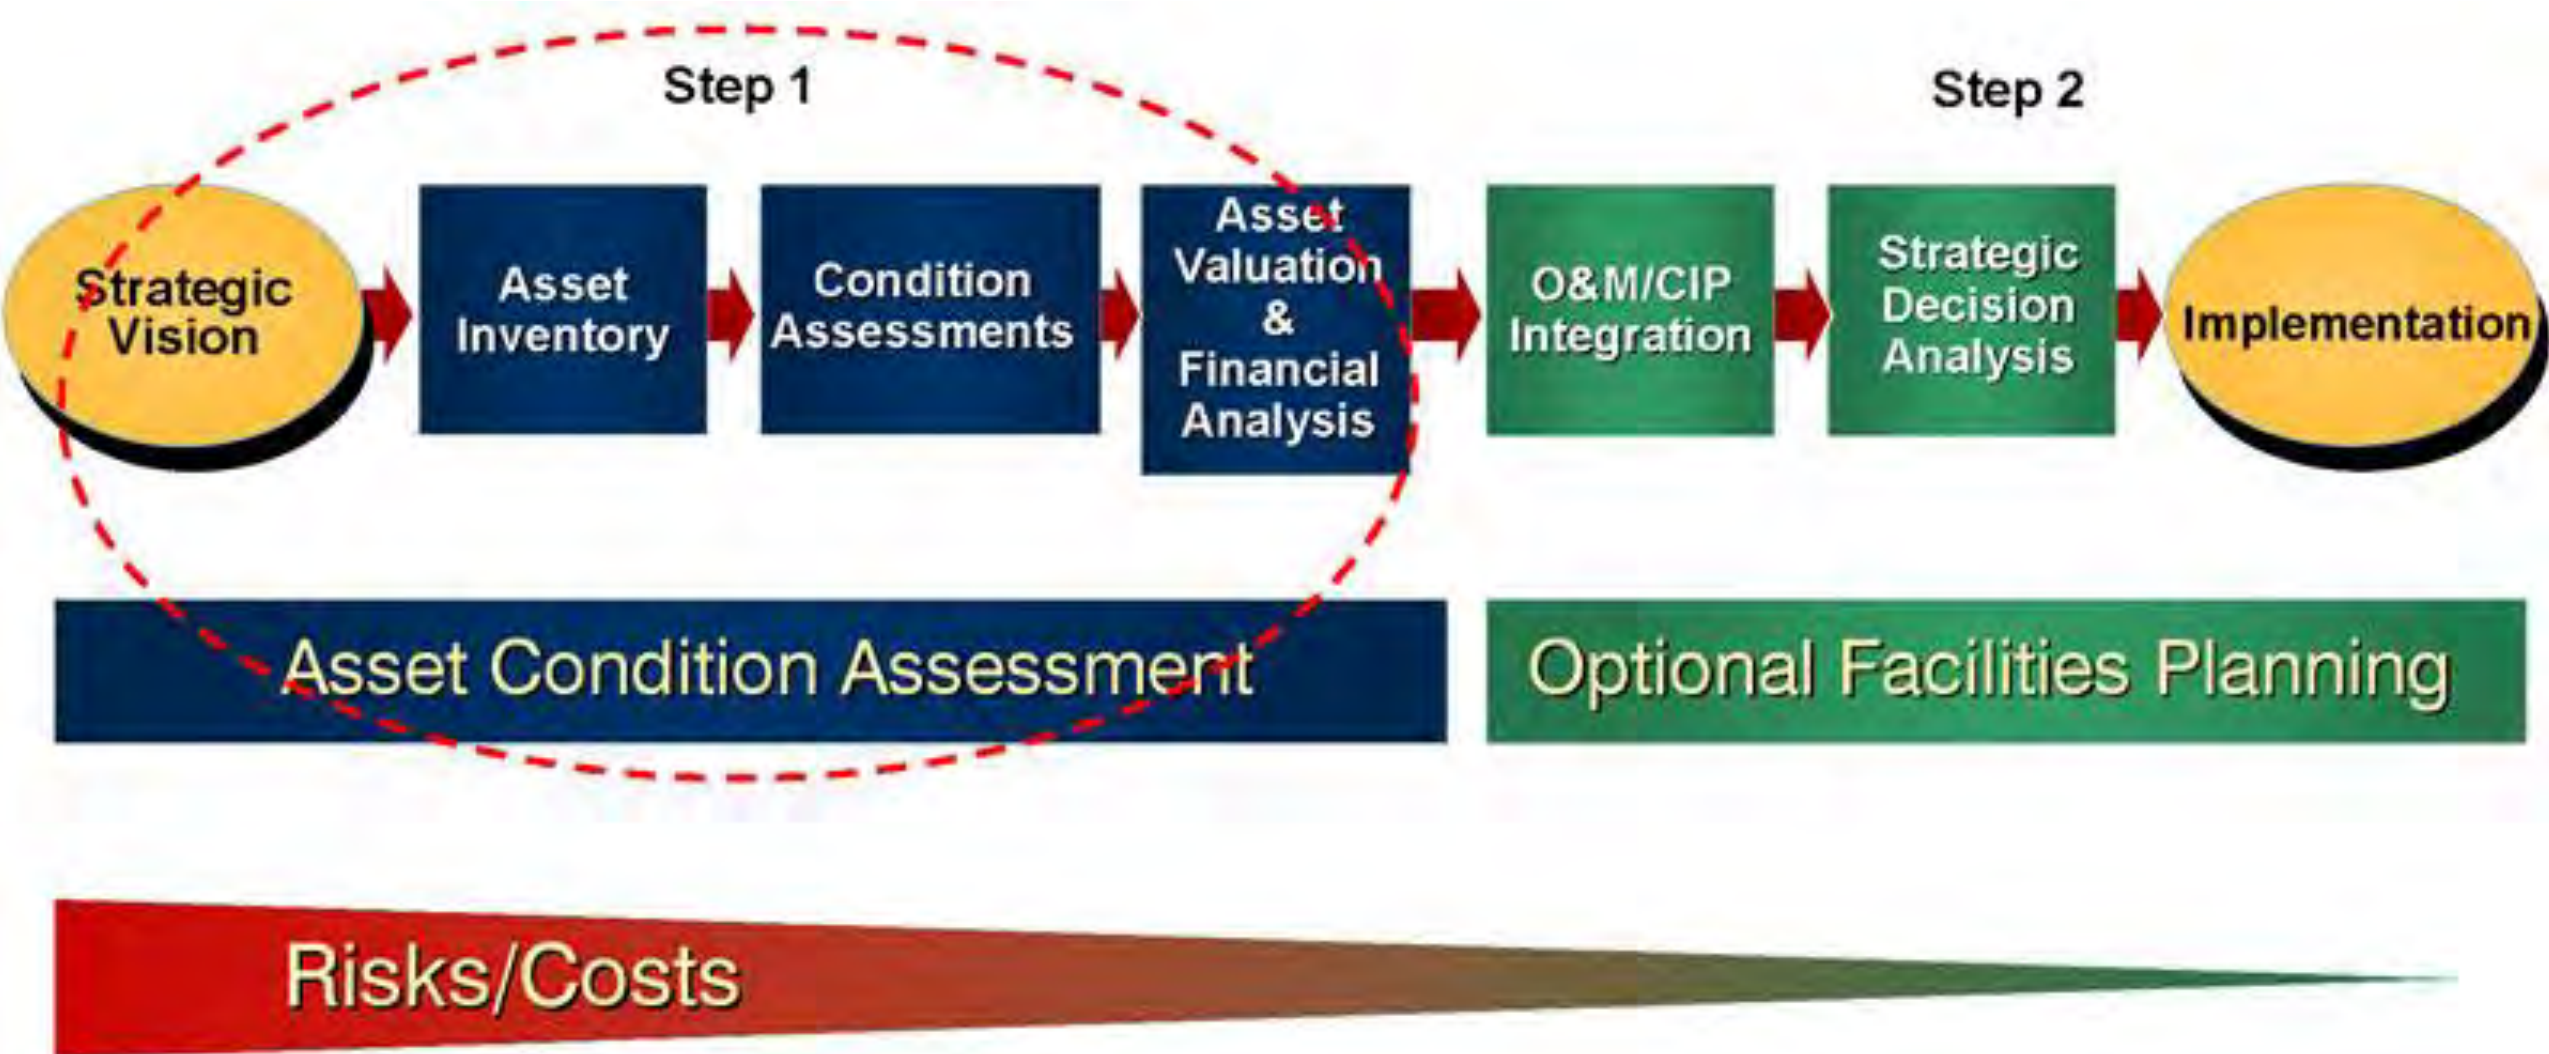 Step 1
Step 2
Strategic
Vision
Asset
Inventory
Condition
Assessments
Asset
Valuation
&
Financial
Analysis
O&M/CIP
Integration
Strategic
Decision
Analysis
Implementation
Asset Condition Assessment
Optional Facilities Planning
Risks/Costs